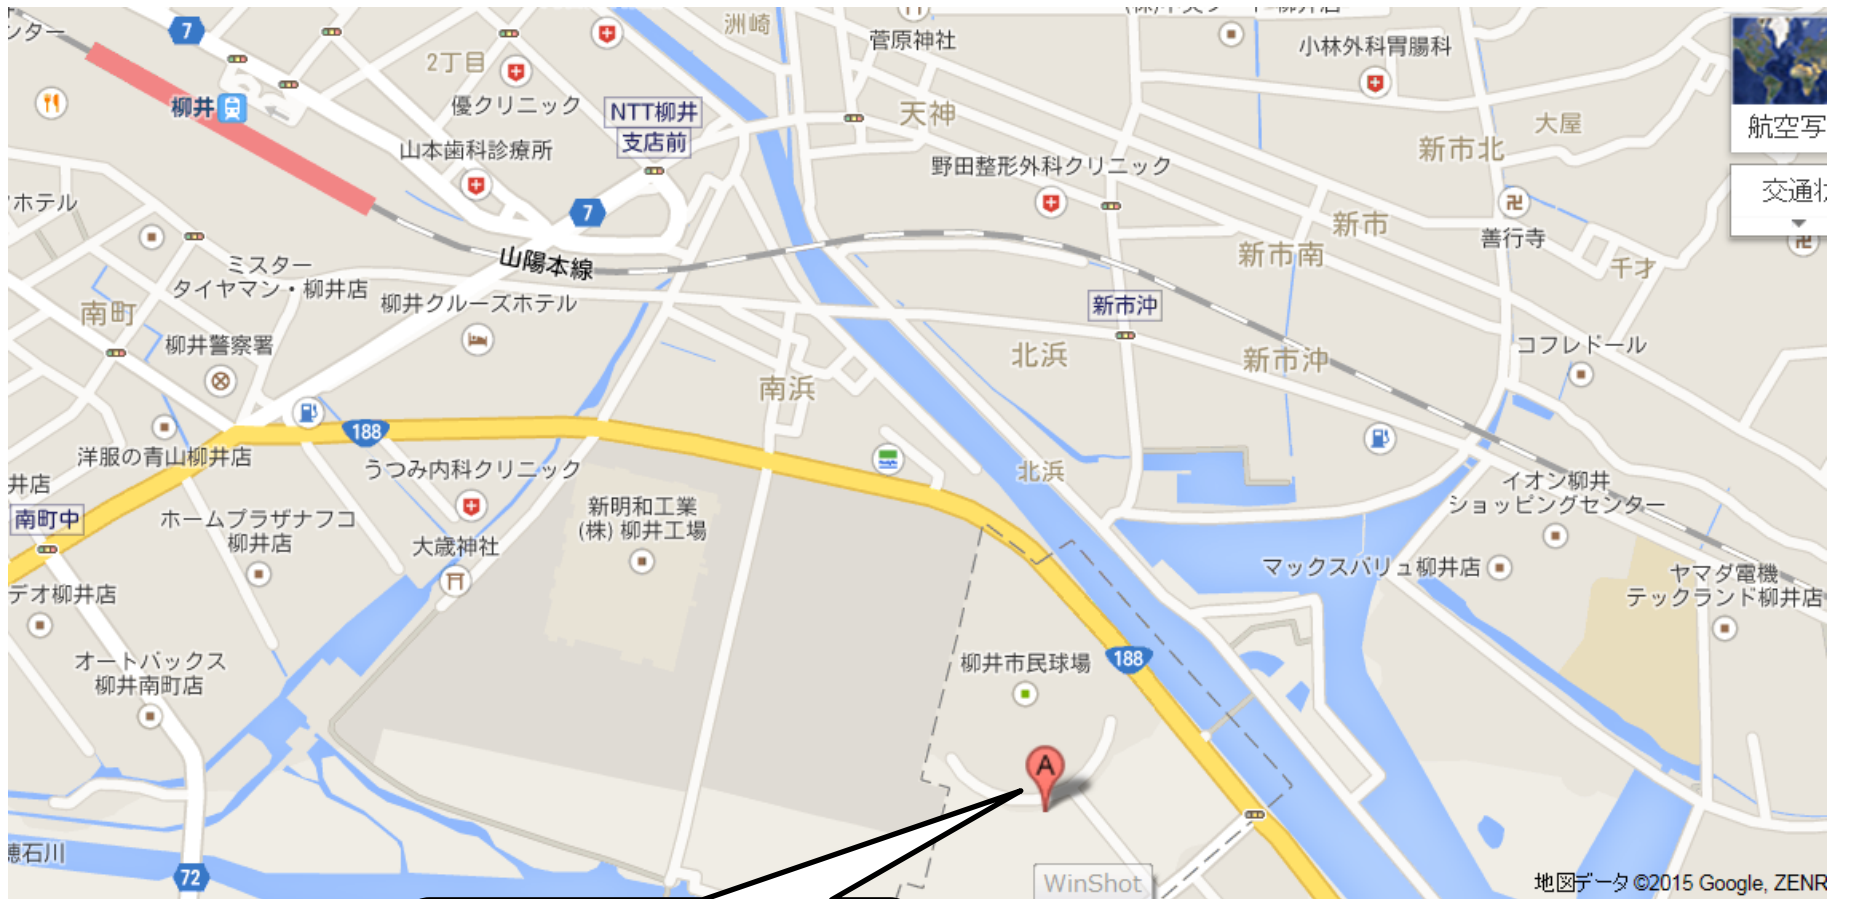 ンター
7
洲崎
菅原神社
小林外科胃腸科
2丁目
柳井
優クリニック
NTT柳井
支店前
天神
新市北
大屋
航空写
山本歯科診療所
野田整形外科クリニック
交通状
ホテル
7
新市
善行寺
山陽本線
新市南
千才
ミスター
タイヤマン・柳井店
柳井クルーズホテル
新市沖
南町
柳井警察署
北浜
新市沖
コフレドール
南浜
188
洋服の青山柳井店
うつみ内科クリニック
北浜
イオン柳井
ショッピングセンター
井店
南町中
ホームプラザナフコ
柳井店
新明和工業
(株) 柳井工場
大歳神社
マックスバリュ柳井店
ヤマダ電機
テックランド柳井店
デオ柳井店
オートバックス
柳井南町店
柳井市民球場
188
A
穂石川
72
WinShot
地図データ ©2015 Google, ZENR